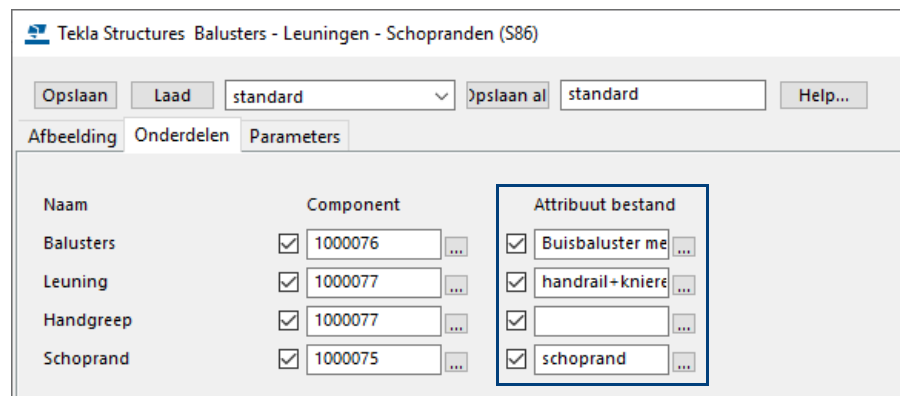 Tekla Structures Balusters - Leuningen - Schopranden (S86)
Opslaan Laad standard Opslaan al standard Help...
Afbeelding Onderdelen Parameters
Naam Component Attribuut bestand
Balusters 1000076 ... Buisbaluster me ...
Leuning 1000077 ... handrail+kniere ...
Handgreep 1000077 ... ...
Schoprand 1000075 ... schoprand ...